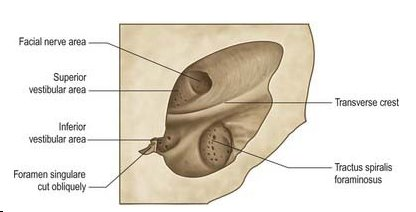 Facial nerve area
Superior
vestibular area
Inferior
vestibular area
Foramen singulare
cut obliquely
Transverse crest
Tractus spiralis
foraminosus